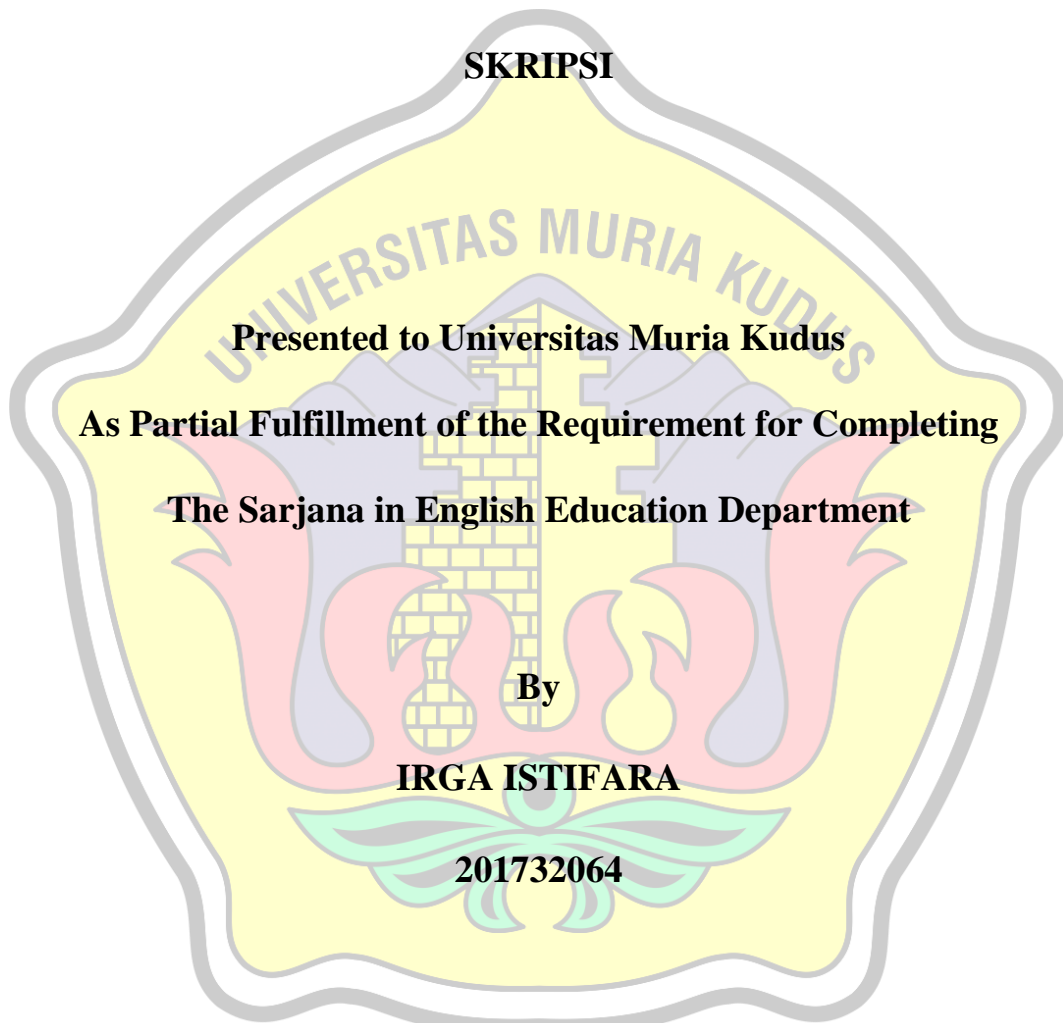 SKRIPSI
UNIVERSITAS MURIA KUDUS
Presented to Universitas Muria Kudus
As Partial Fulfillment of the Requirement for Completing
The Sarjana in English Education Department
By
IRGA ISTIFARA
201732064